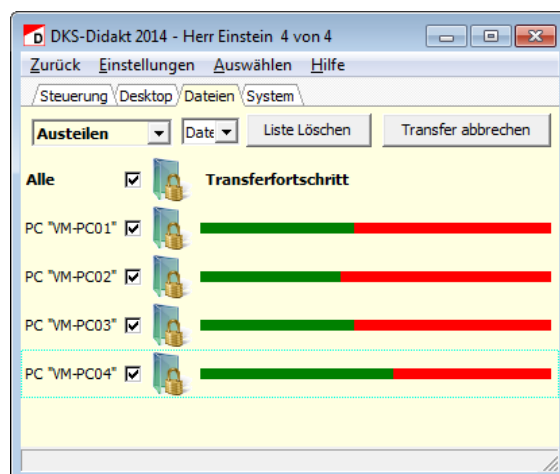 DKS-Didakt 2014 - Herr Einstein 4 von 4
Zurück Einstellungen Auswählen Hilfe
Steuerung Desktop Dateien System
Austeilen Date Liste Löschen Transfer abbrechen
Alle Transferfortschritt
PC "VM-PC01"
PC "VM-PC02"
PC "VM-PC03"
PC "VM-PC04"